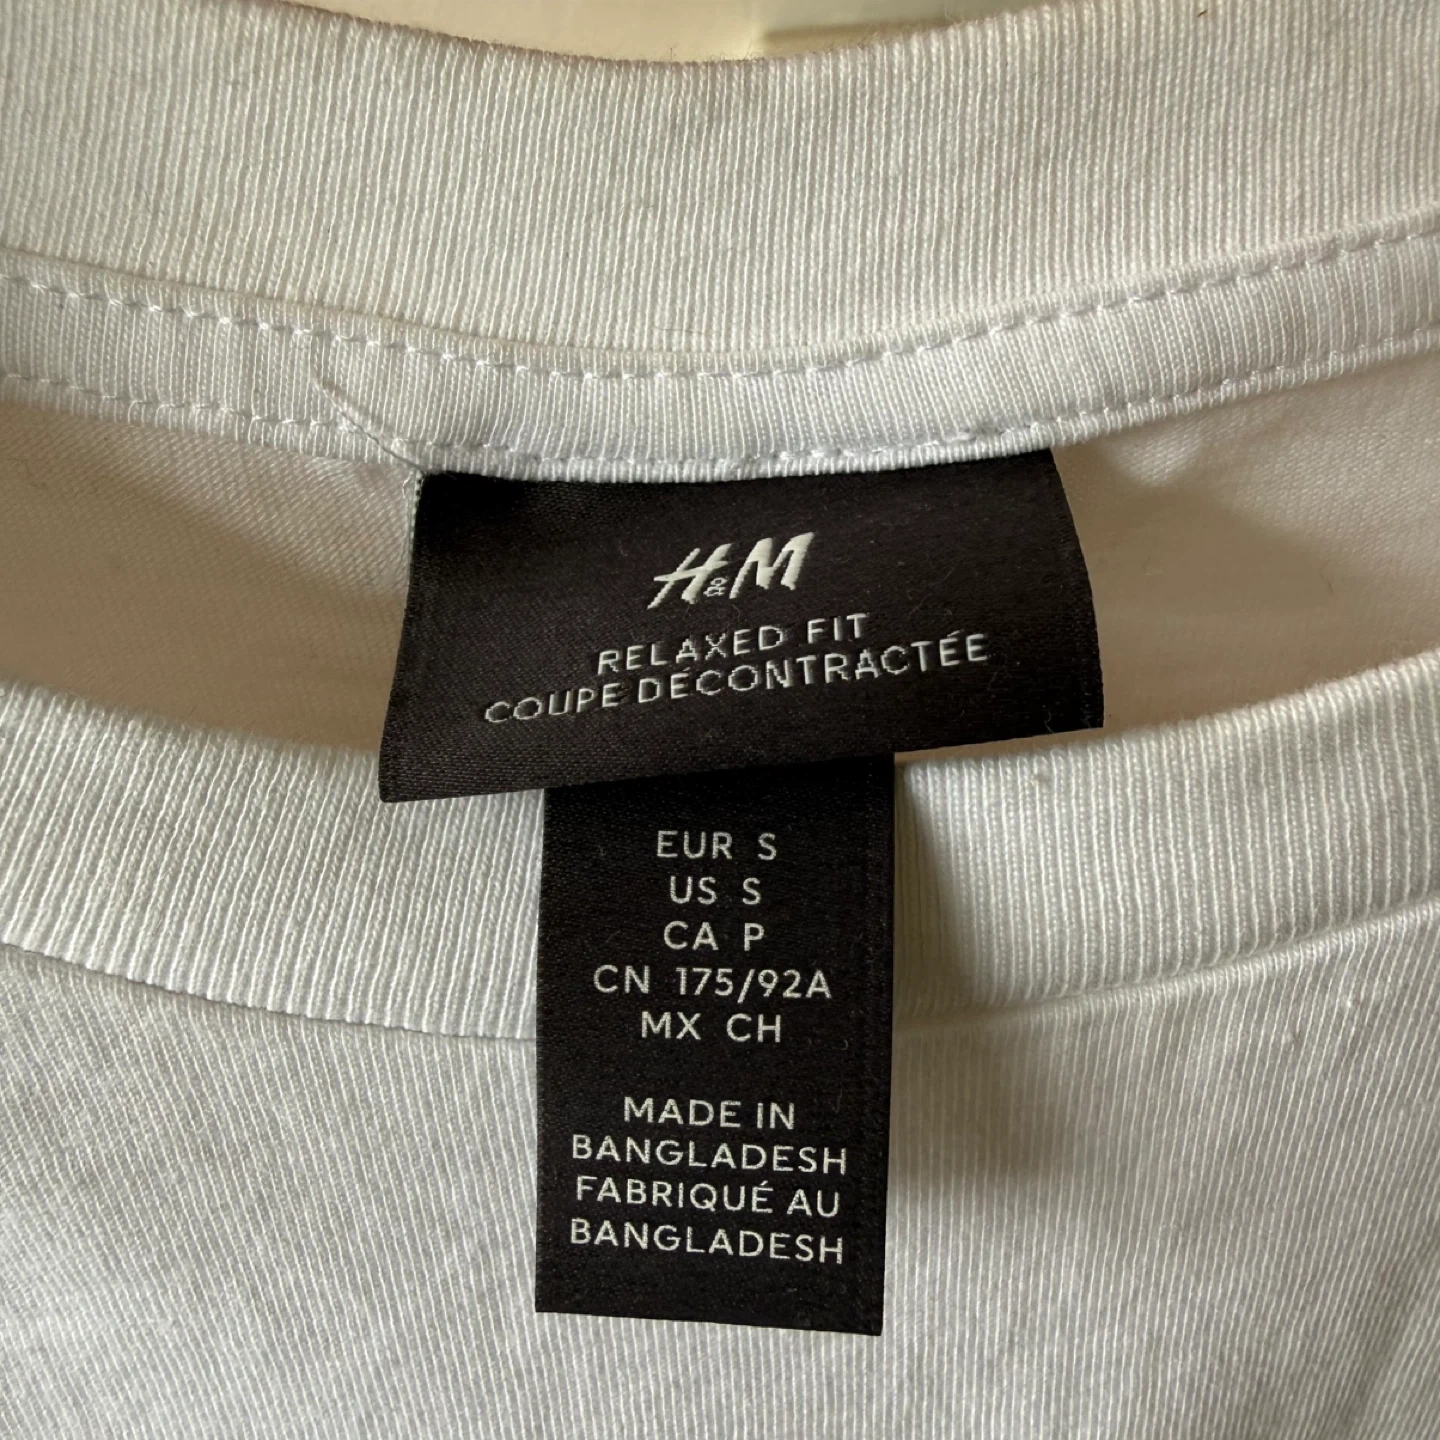 H&M
RELAXED FIT
COUPE DÉCONTRACTÉE
EUR S
US S
CA P
CN 175/92A
MX CH
MADE IN
BANGLADESH
FABRIQUÉ AU
BANGLADESH